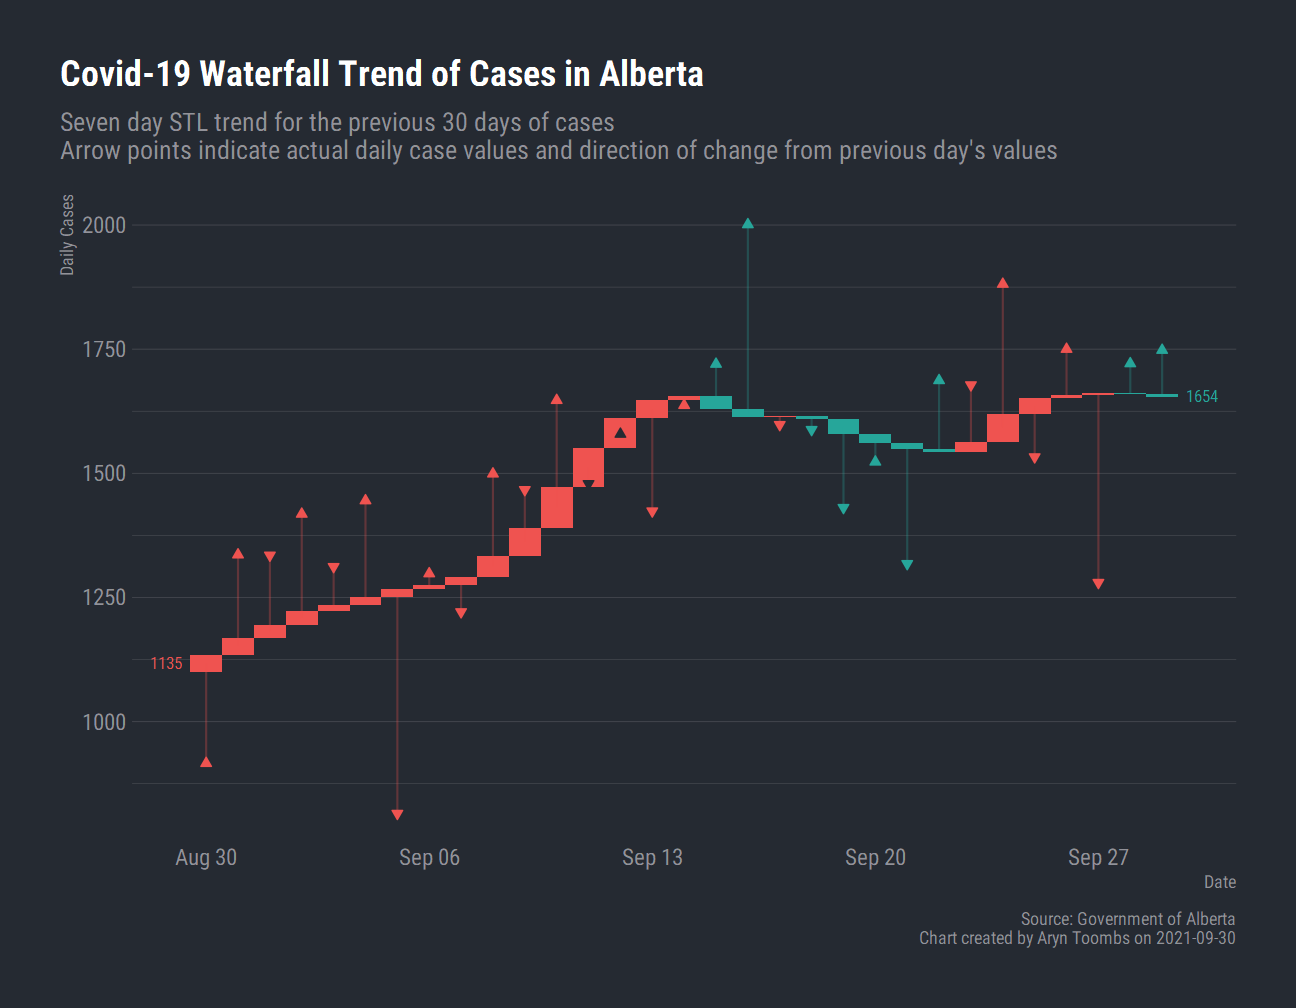 Covid-19 Waterfall Trend of Cases in Alberta
Seven day STL trend for the previous 30 days of cases
Arrow points indicate actual daily case values and direction of change from previous day's values
Daily Cases
2000
1750
1500
1250
1000
1135
1654
Aug 30
Sep 06
Sep 13
Sep 20
Sep 27
Date
Source: Government of Alberta
Chart created by Aryn Toombs on 2021-09-30